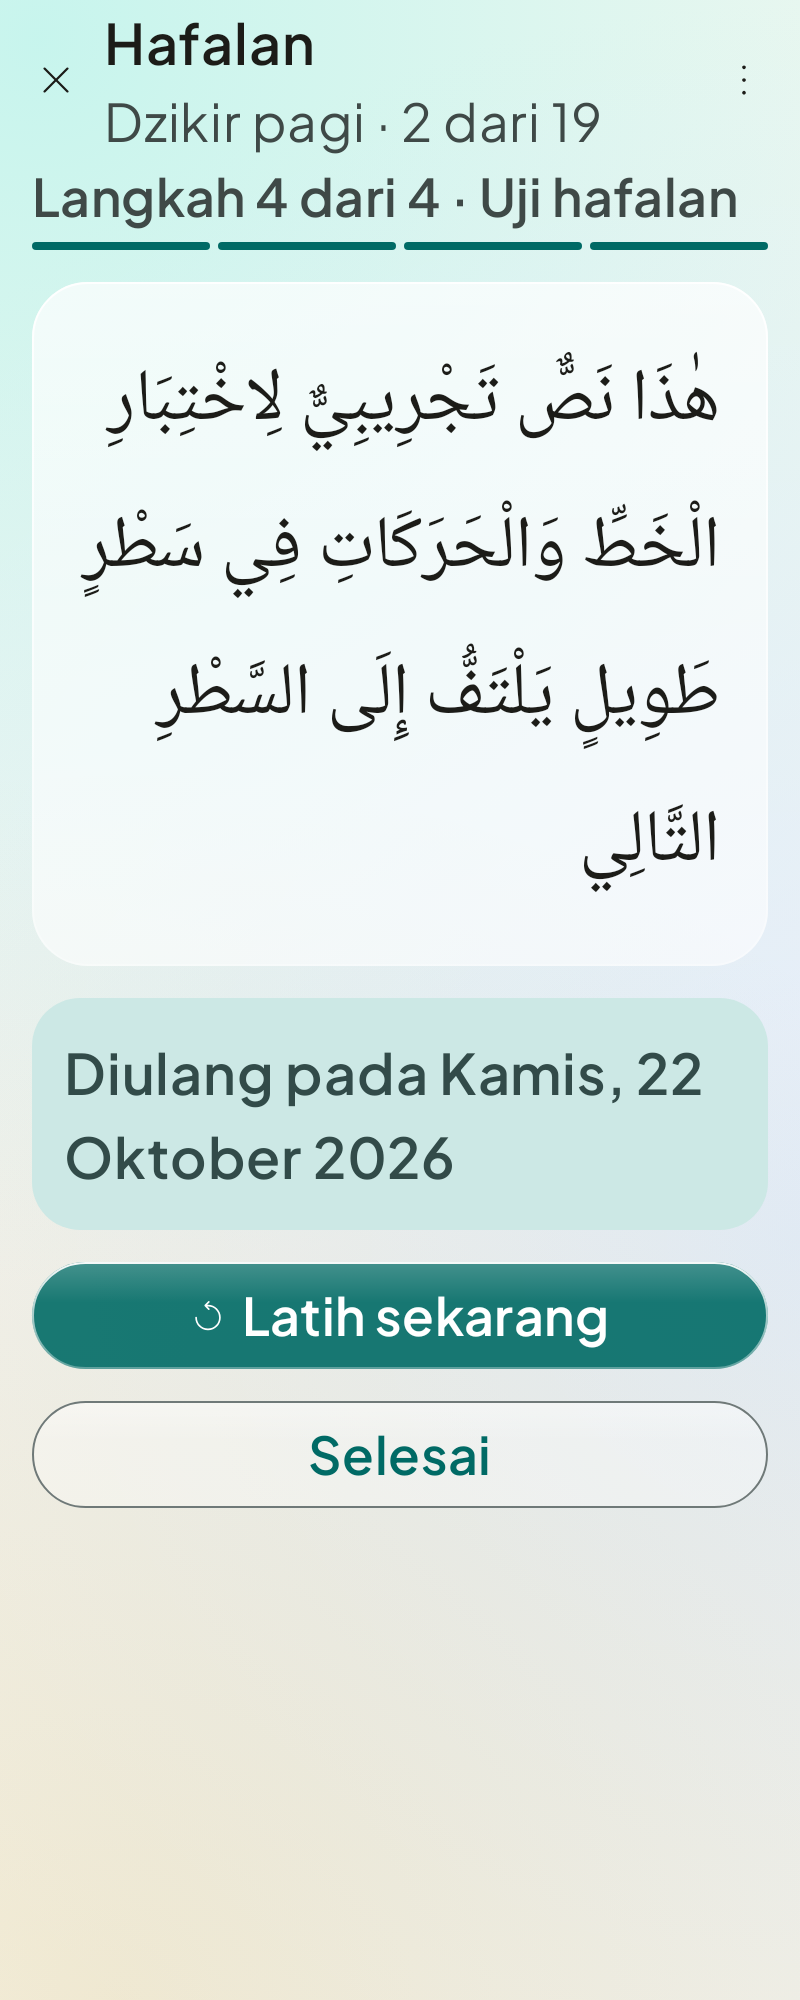 Hafalan
Dzikir pagi · 2 dari 19
Langkah 4 dari 4 · Uji hafalan
هٰذَا نَصٌّ تَجْرِيبِيٌّ لِاخْتِبَارِ
الْخَطِّ وَالْحَرَكَاتِ فِي سَطْرٍ
طَوِيلٍ يَلْتَفُّ إِلَى السَّطْرِ
التَّالِي
Diulang pada Kamis, 22
Oktober 2026
Latih sekarang
Selesai